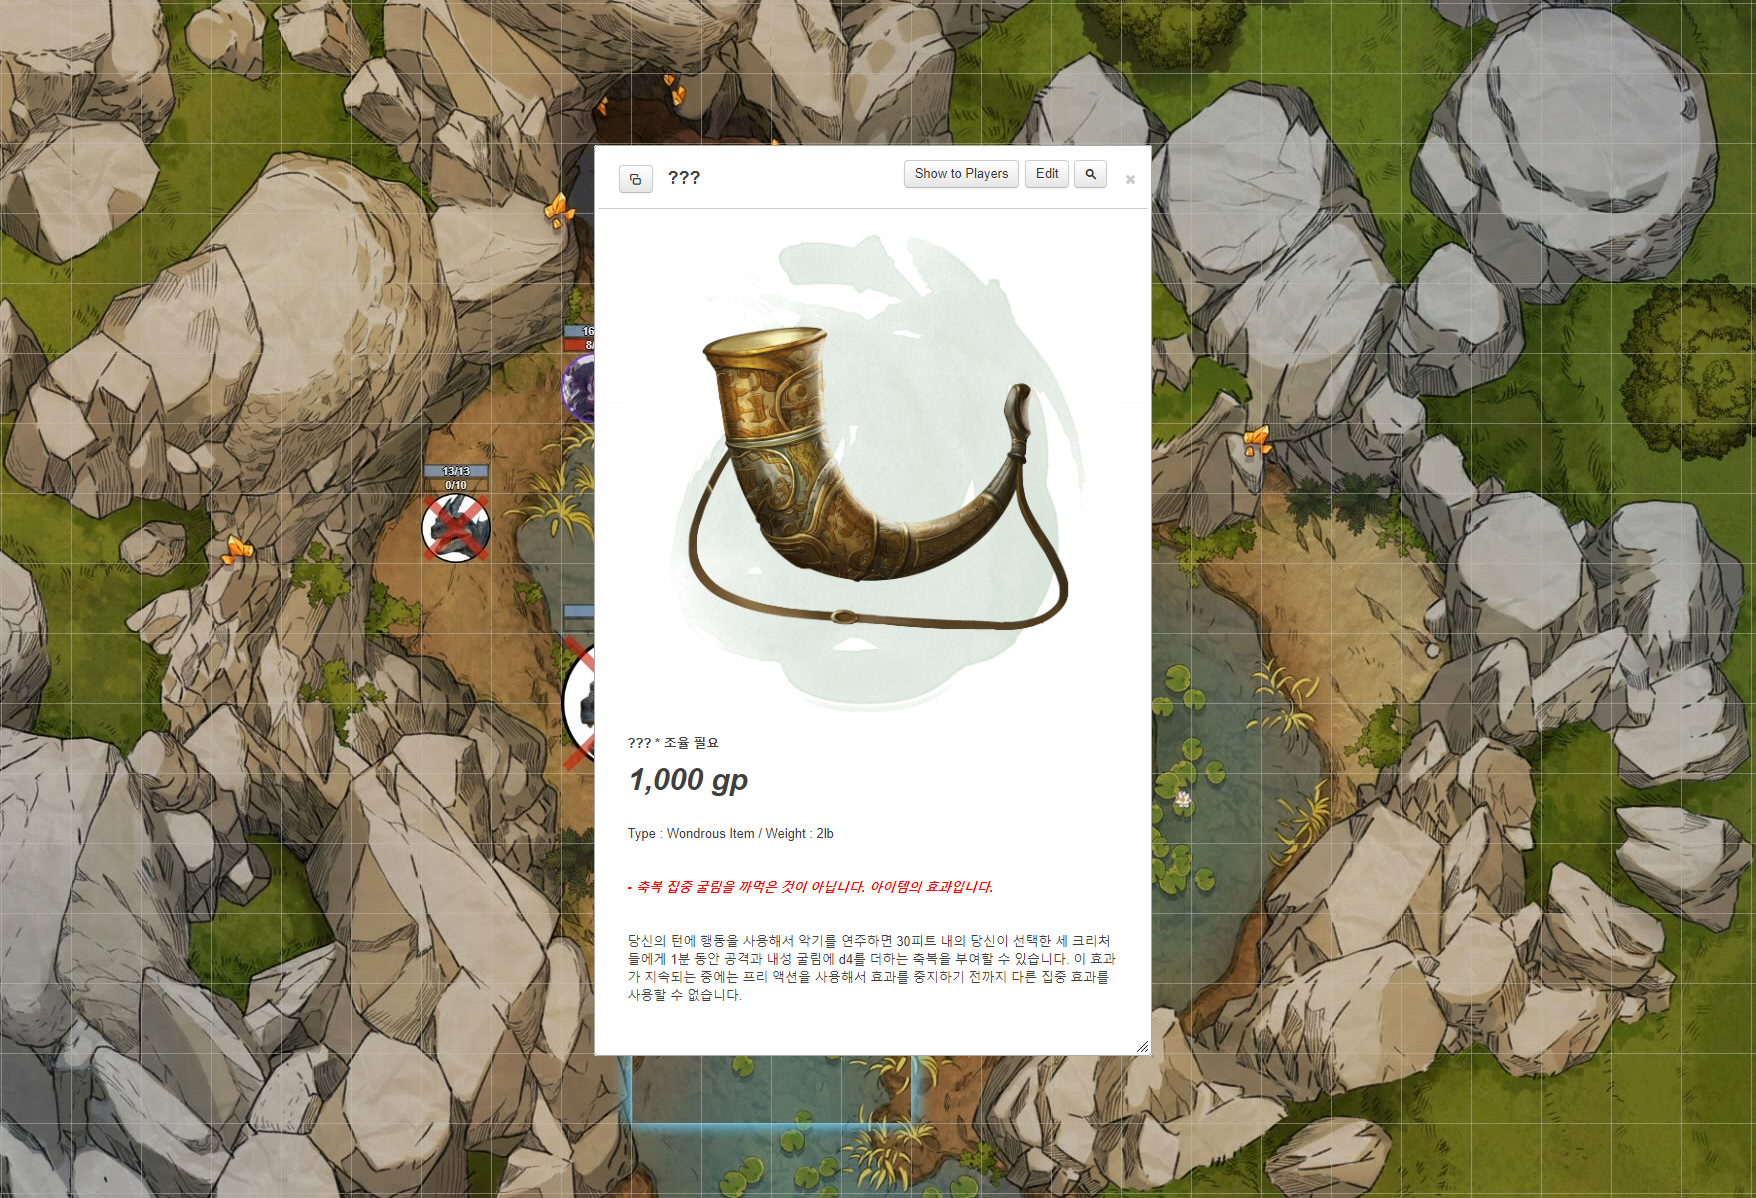 ???
Show to Players
Edit
16
8/
13/13
0/10
??? * 조율 필요
1,000 gp
Type : Wondrous Item / Weight : 2lb
- 축복 집중 굴림을 까먹은 것이 아닙니다. 아이템의 효과입니다.
당신의 턴에 행동을 사용해서 악기를 연주하면 30피트 내의 당신이 선택한 세 크리처
들에게 1분 동안 공격과 내성 굴림에 d4를 더하는 축복을 부여할 수 있습니다. 이 효과
가 지속되는 중에는 프리 액션을 사용해서 효과를 중지하기 전까지 다른 집중 효과를
사용할 수 없습니다.